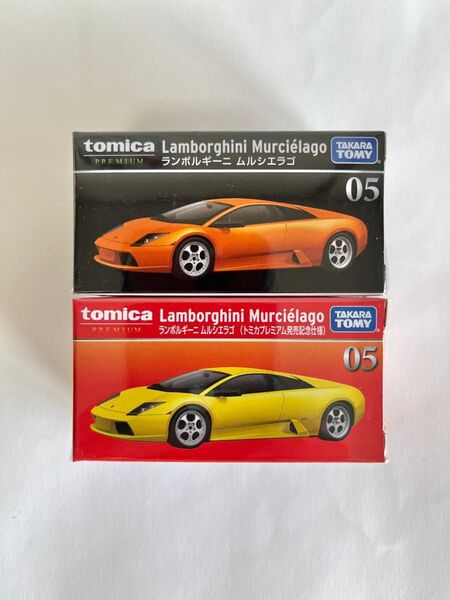 tomica
PREMIUM
Lamborghini Murciélago
ランボルギーニ ムルシエラゴ
TAKARA
TOMY
05
tomica
PREMIUM
Lamborghini Murciélago
ランボルギーニ ムルシエラゴ (トミカプレミアム発売記念仕様)
TAKARA
TOMY
05